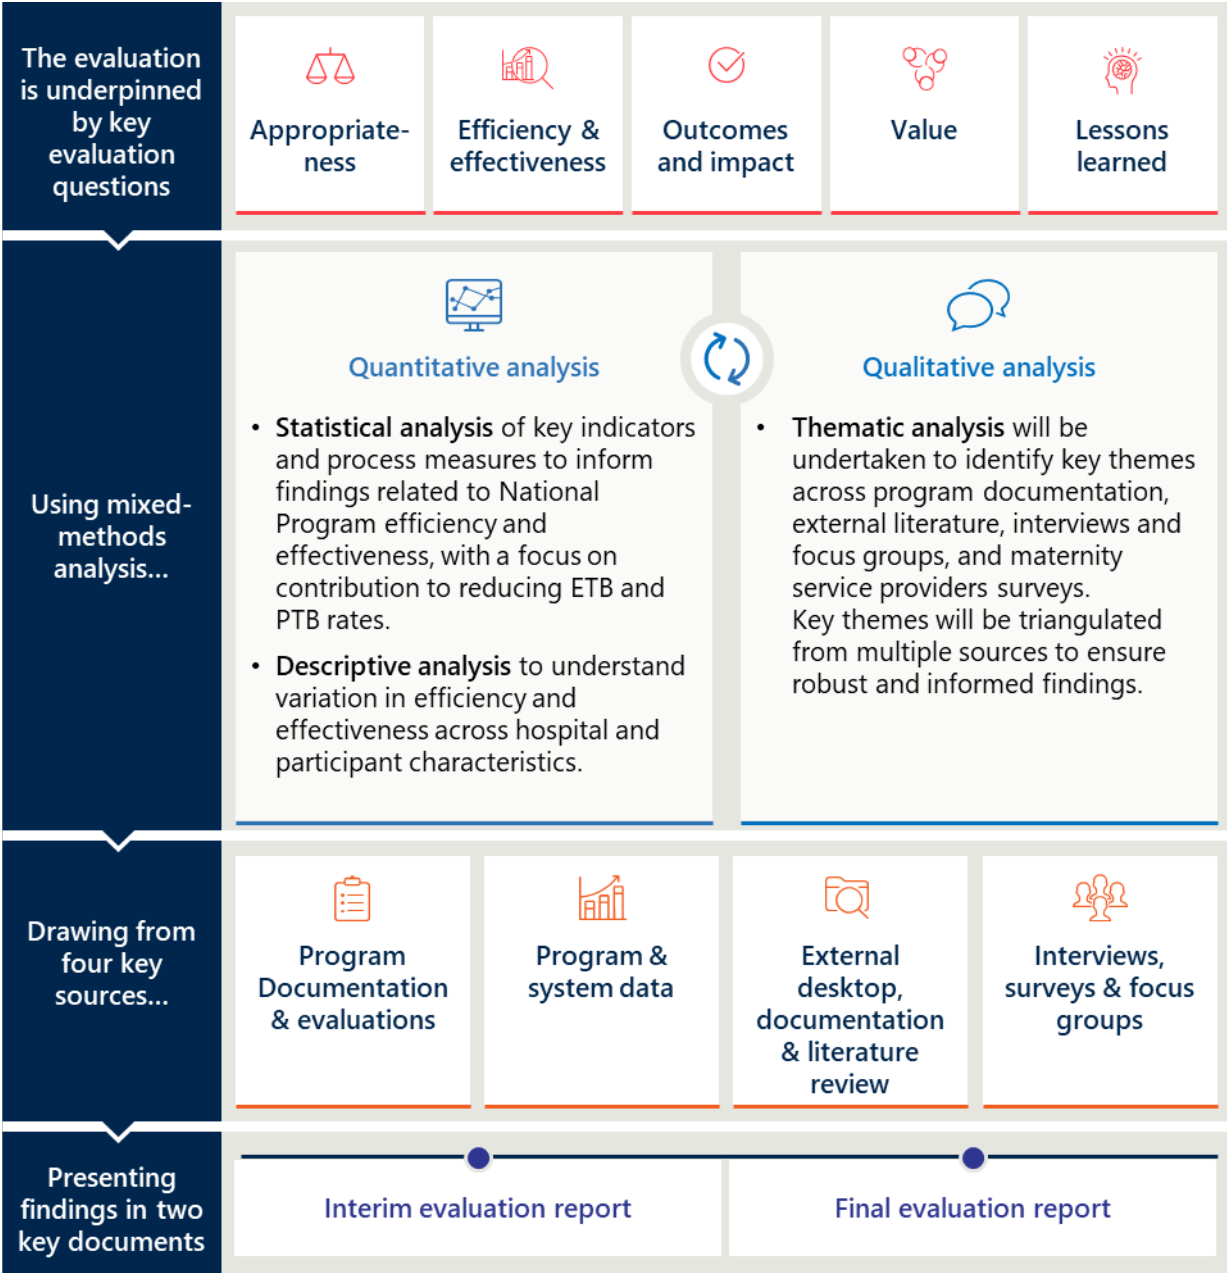 The evaluation
is underpinned
by key
evaluation
questions
Appropriate-
ness
Efficiency &
effectiveness
Outcomes
and impact
Value
Lessons
learned
Using mixed-
methods
analysis...
Quantitative analysis
• Statistical analysis of key indicators
and process measures to inform
findings related to National
Program efficiency and
effectiveness, with a focus on
contribution to reducing ETB and
PTB rates.
• Descriptive analysis to understand
variation in efficiency and
effectiveness across hospital and
participant characteristics.
Qualitative analysis
• Thematic analysis will be
undertaken to identify key themes
across program documentation,
external literature, interviews and
focus groups, and maternity
service providers surveys.
Key themes will be triangulated
from multiple sources to ensure
robust and informed findings.
Drawing from
four key
sources...
Program
Documentation
& evaluations
Program &
system data
External
desktop,
documentation
& literature
review
Interviews,
surveys & focus
groups
Presenting
findings in two
key documents
Interim evaluation report
Final evaluation report